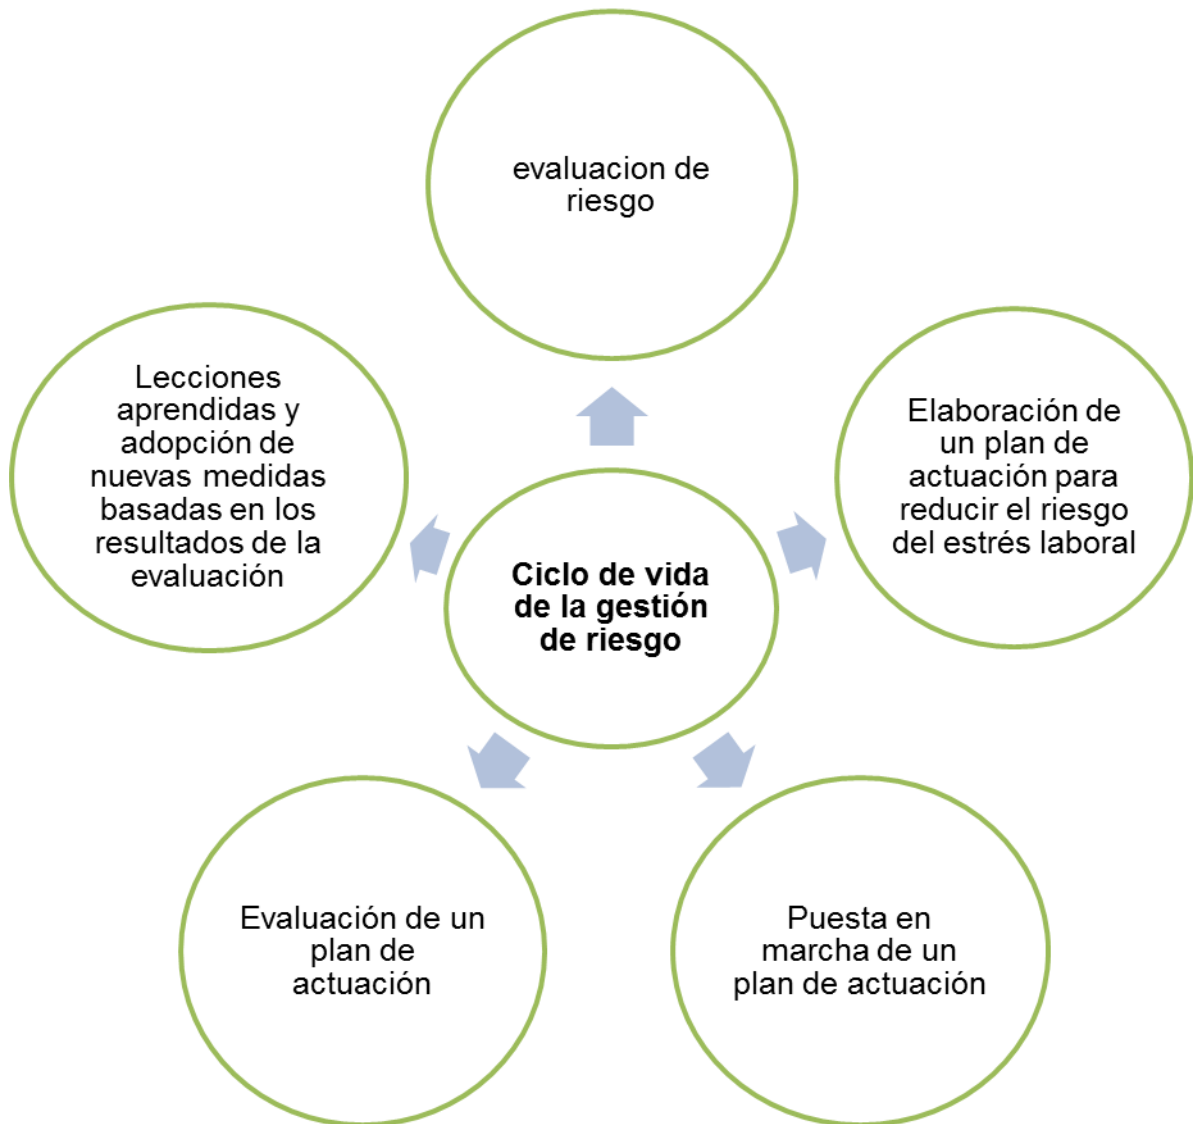 evaluacion de
riesgo
Elaboración de
un plan de
actuación para
reducir el riesgo
del estrés laboral
Puesta en
marcha de un
plan de actuación
Evaluación de un
plan de
actuación
Lecciones
aprendidas y
adopción de
nuevas medidas
basadas en los
resultados de la
evaluación
Ciclo de vida
de la gestión
de riesgo